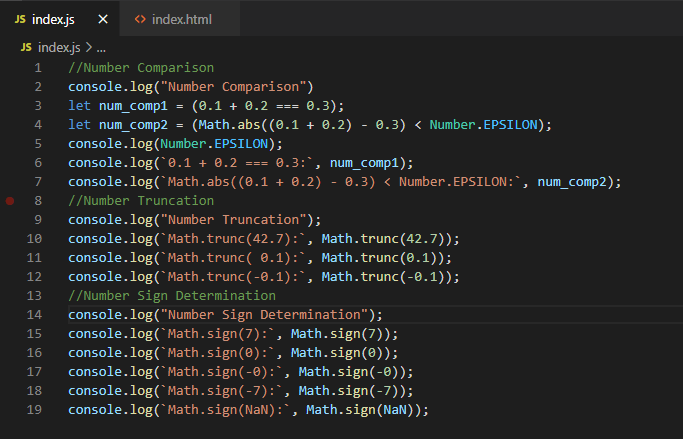 JS index.js × <> index.html
JS index.js > ...
1 //Number Comparison
2 console.log("Number Comparison")
3 let num_comp1 = (0.1 + 0.2 === 0.3);
4 let num_comp2 = (Math.abs((0.1 + 0.2) - 0.3) < Number.EPSILON);
5 console.log(Number.EPSILON);
6 console.log(`0.1 + 0.2 === 0.3:`, num_comp1);
7 console.log(`Math.abs((0.1 + 0.2) - 0.3) < Number.EPSILON:`, num_comp2);
8 //Number Truncation
9 console.log("Number Truncation");
10 console.log(`Math.trunc(42.7):`, Math.trunc(42.7));
11 console.log(`Math.trunc( 0.1):`, Math.trunc(0.1));
12 console.log(`Math.trunc(-0.1):`, Math.trunc(-0.1));
13 //Number Sign Determination
14 console.log("Number Sign Determination");
15 console.log(`Math.sign(7):`, Math.sign(7));
16 console.log(`Math.sign(0):`, Math.sign(0));
17 console.log(`Math.sign(-0):`, Math.sign(-0));
18 console.log(`Math.sign(-7):`, Math.sign(-7));
19 console.log(`Math.sign(NaN):`, Math.sign(NaN));